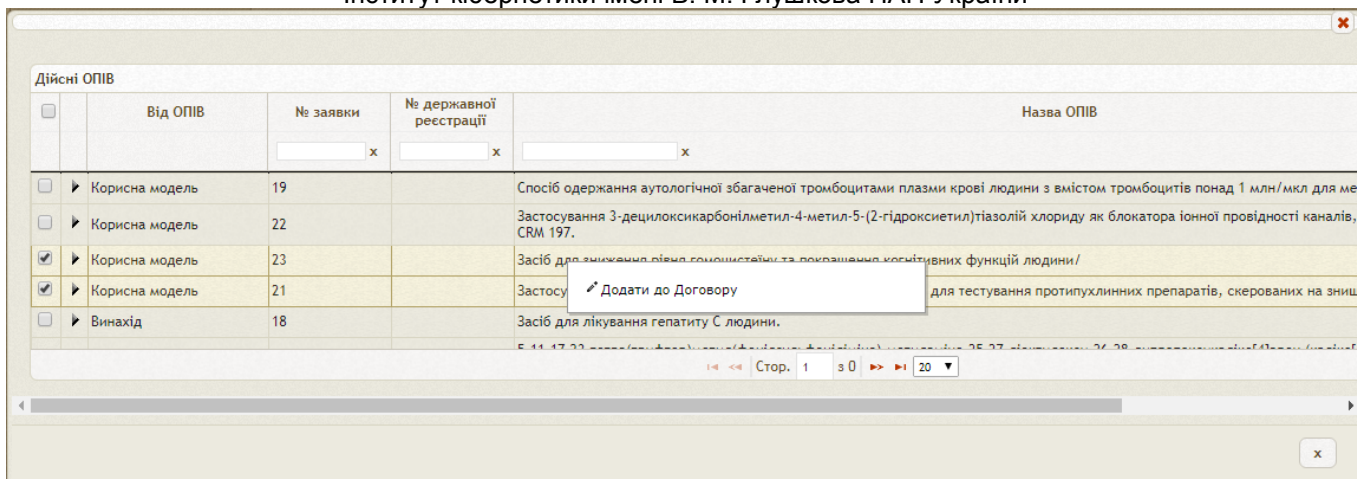 Дійсні ОПІВ
Від ОПІВ
№ заявки
№ державної
реєстрації
Назва ОПІВ
x x x
Корисна модель 19 Спосіб одержання аутологічної збагаченої тромбоцитами плазми крові людини з вмістом тромбоцитів понад 1 млн/мкл для ме
Застосування 3-децилоксикарбонілметил-4-метил-5-(2-гідроксиетил)тіазолій хлориду як блокатора іонної провідності каналів,
Корисна модель 22
CRM 197.
Корисна модель 23 Засіб для зниження рівня гомоцистеїну та покращення когнітивних функцій людини/
Корисна модель 21 Застосу Додати до Договору для тестування протипухлинних препаратів, скерованих на знищ
Винахід 18 Засіб для лікування гепатиту С людини.
Стор. 1 з 0 20
x